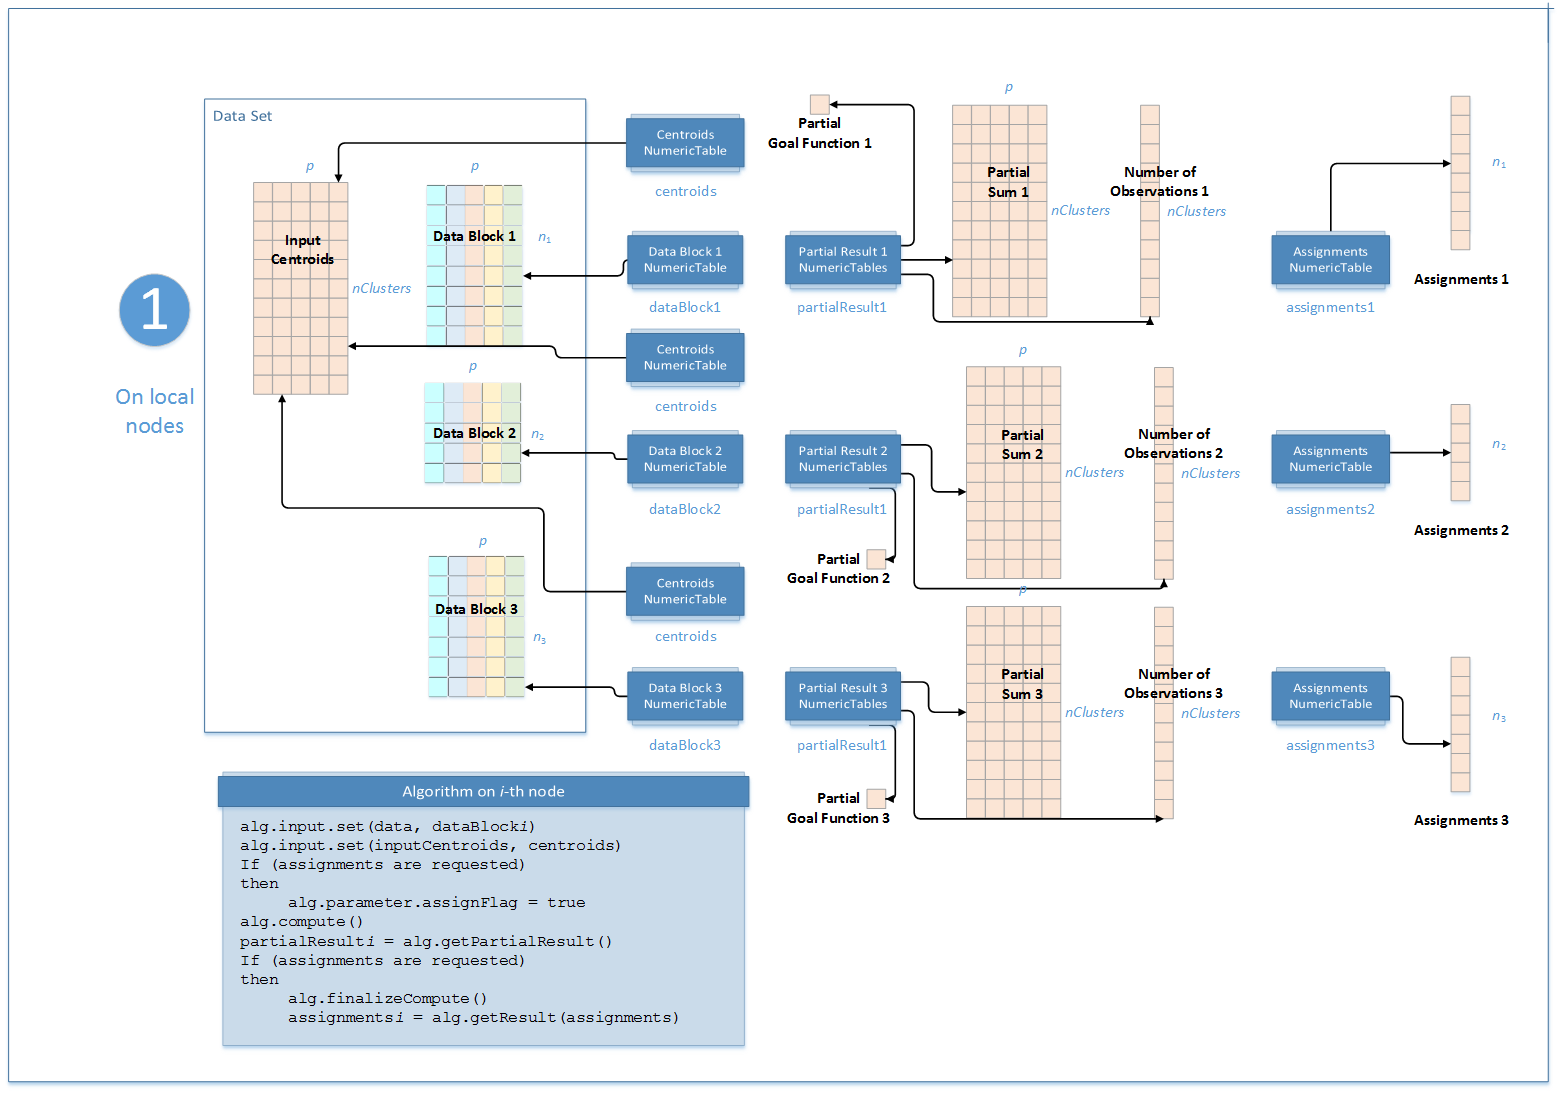 Data Set
p
Input
Centroids
nClusters
p
Data Block 1
n1
p
Data Block 2
n2
p
Data Block 3
n3
1
On local
nodes
Centroids
NumericTable
centroids
Data Block 1
NumericTable
dataBlock1
Centroids
NumericTable
centroids
Data Block 2
NumericTable
dataBlock2
Centroids
NumericTable
centroids
Data Block 3
NumericTable
dataBlock3
Partial
Goal Function 1
Partial Result 1
NumericTables
partialResult1
p
Partial
Sum 1
nClusters
Number of
Observations 1
nClusters
Assignments
NumericTable
assignments1
n1
Assignments 1
Partial Result 2
NumericTables
partialResult1
Partial
Goal Function 2
p
Partial
Sum 2
nClusters
Number of
Observations 2
nClusters
Assignments
NumericTable
assignments2
n2
Assignments 2
Partial Result 3
NumericTables
partialResult1
Partial
Goal Function 3
p
Partial
Sum 3
nClusters
Number of
Observations 3
nClusters
Assignments
NumericTable
assignments3
n3
Assignments 3
Algorithm on i-th node
alg.input.set(data, dataBlocki)
alg.input.set(inputCentroids, centroids)
If (assignments are requested)
then
alg.parameter.assignFlag = true
alg.compute()
partialResulti = alg.getPartialResult()
If (assignments are requested)
then
alg.finalizeCompute()
assignmentsi = alg.getResult(assignments)